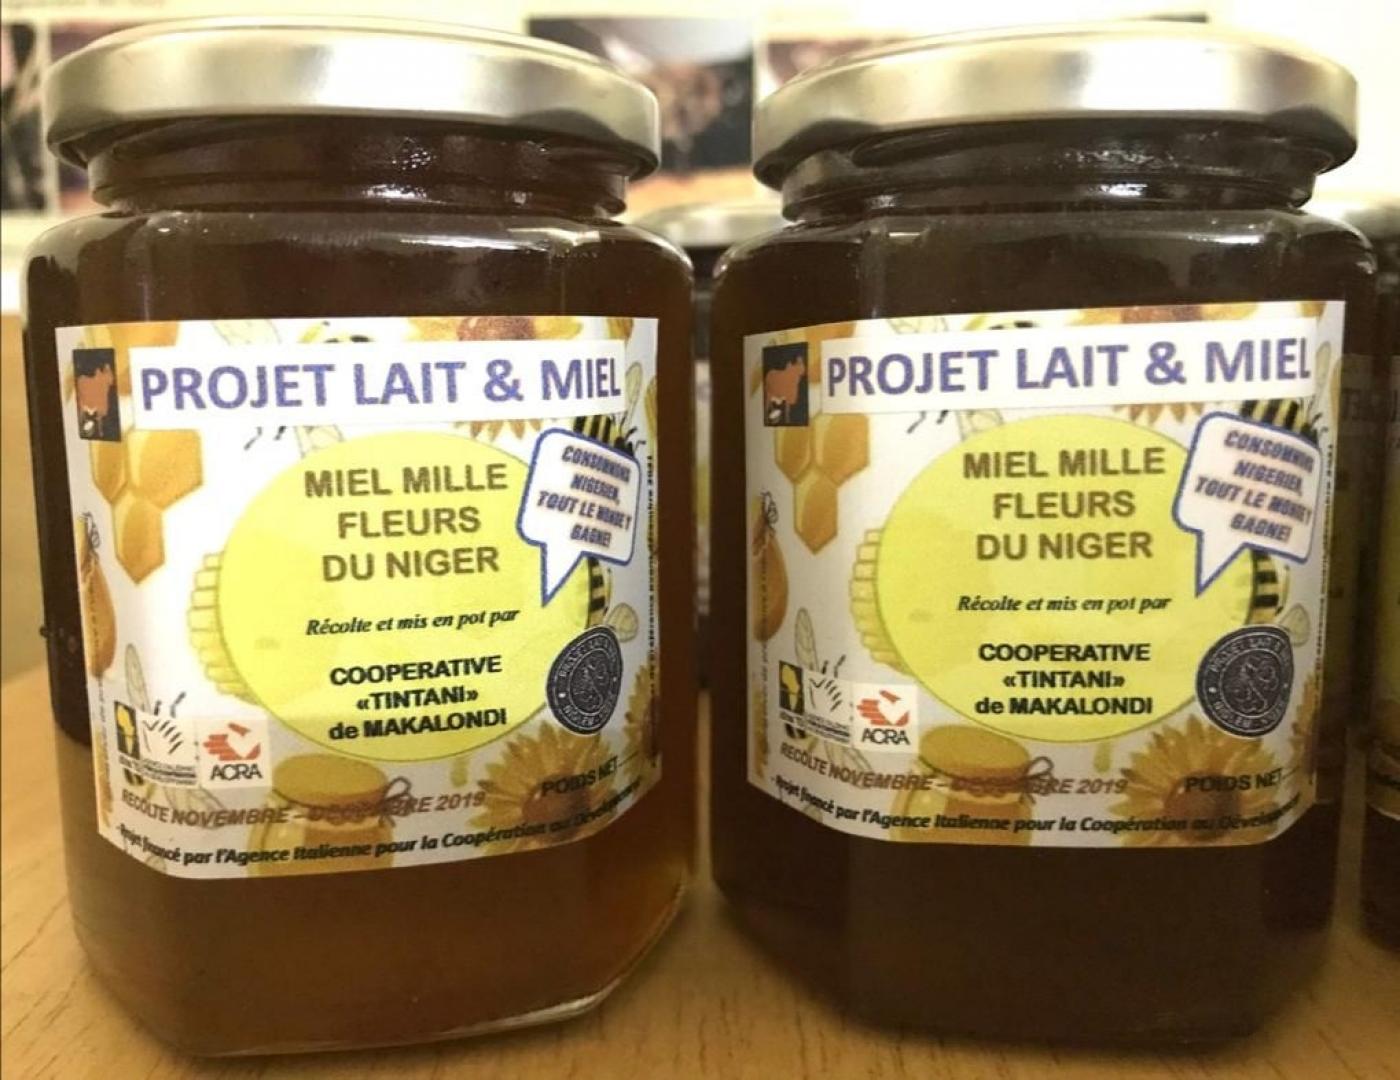 PROJET LAIT & MIEL
MIEL MILLE
FLEURS
DU NIGER
CONSOMMONS
NIGERIEN,
TOUT LE MONDE Y
GAGNE!
Récolte et mis en pot par
COOPERATIVE
«TINTANI»
de MAKALONDI
ACRA
RECOLTE NOVEMBRE – DECEMBRE 2019
POIDS NET
Projet financé par l'Agence Italienne pour la Coopération au Développement
PROJET LAIT & MIEL
MIEL MILLE
FLEURS
DU NIGER
CONSOMMONS
NIGERIEN,
TOUT LE MONDE Y
GAGNE!
Récolte et mis en pot par
COOPERATIVE
«TINTANI»
de MAKALONDI
PROJET LAIT &
ACRA
RECOLTE NOVEMBRE – DECEMBRE 2019
POIDS NET
Projet financé par l'Agence Italienne pour la Coopération au Développement